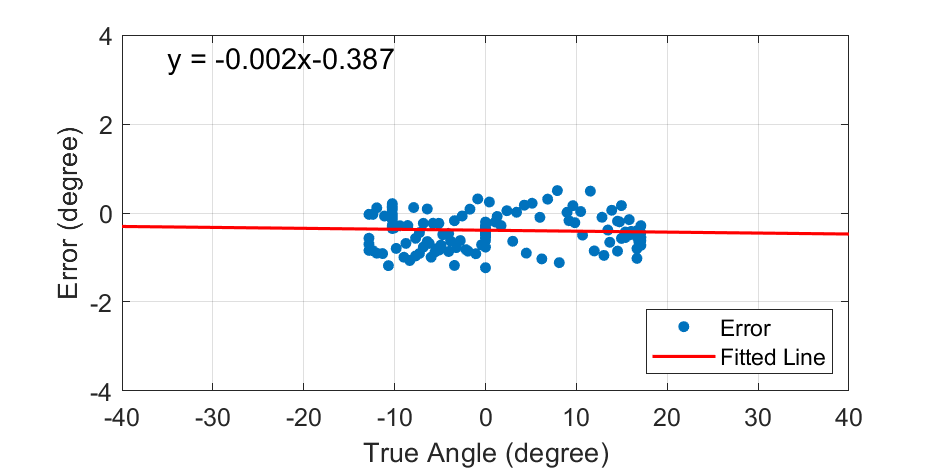 y = -0.002x-0.387
4
2
0
-2
-4
Error (degree)
-40
-30
-20
-10
0
10
20
30
40
True Angle (degree)
Error
Fitted Line